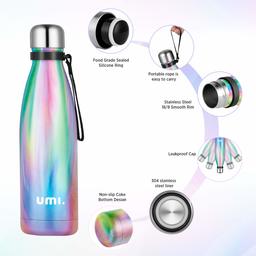 Food Grade Sealed
Silicone Ring
Portable rope is
easy to carry
Stainless Steel
18/8 Smooth Rim
Leakproof Cap
304 stainless
steel liner
Non-slip Coke
Bottom Design
umi.